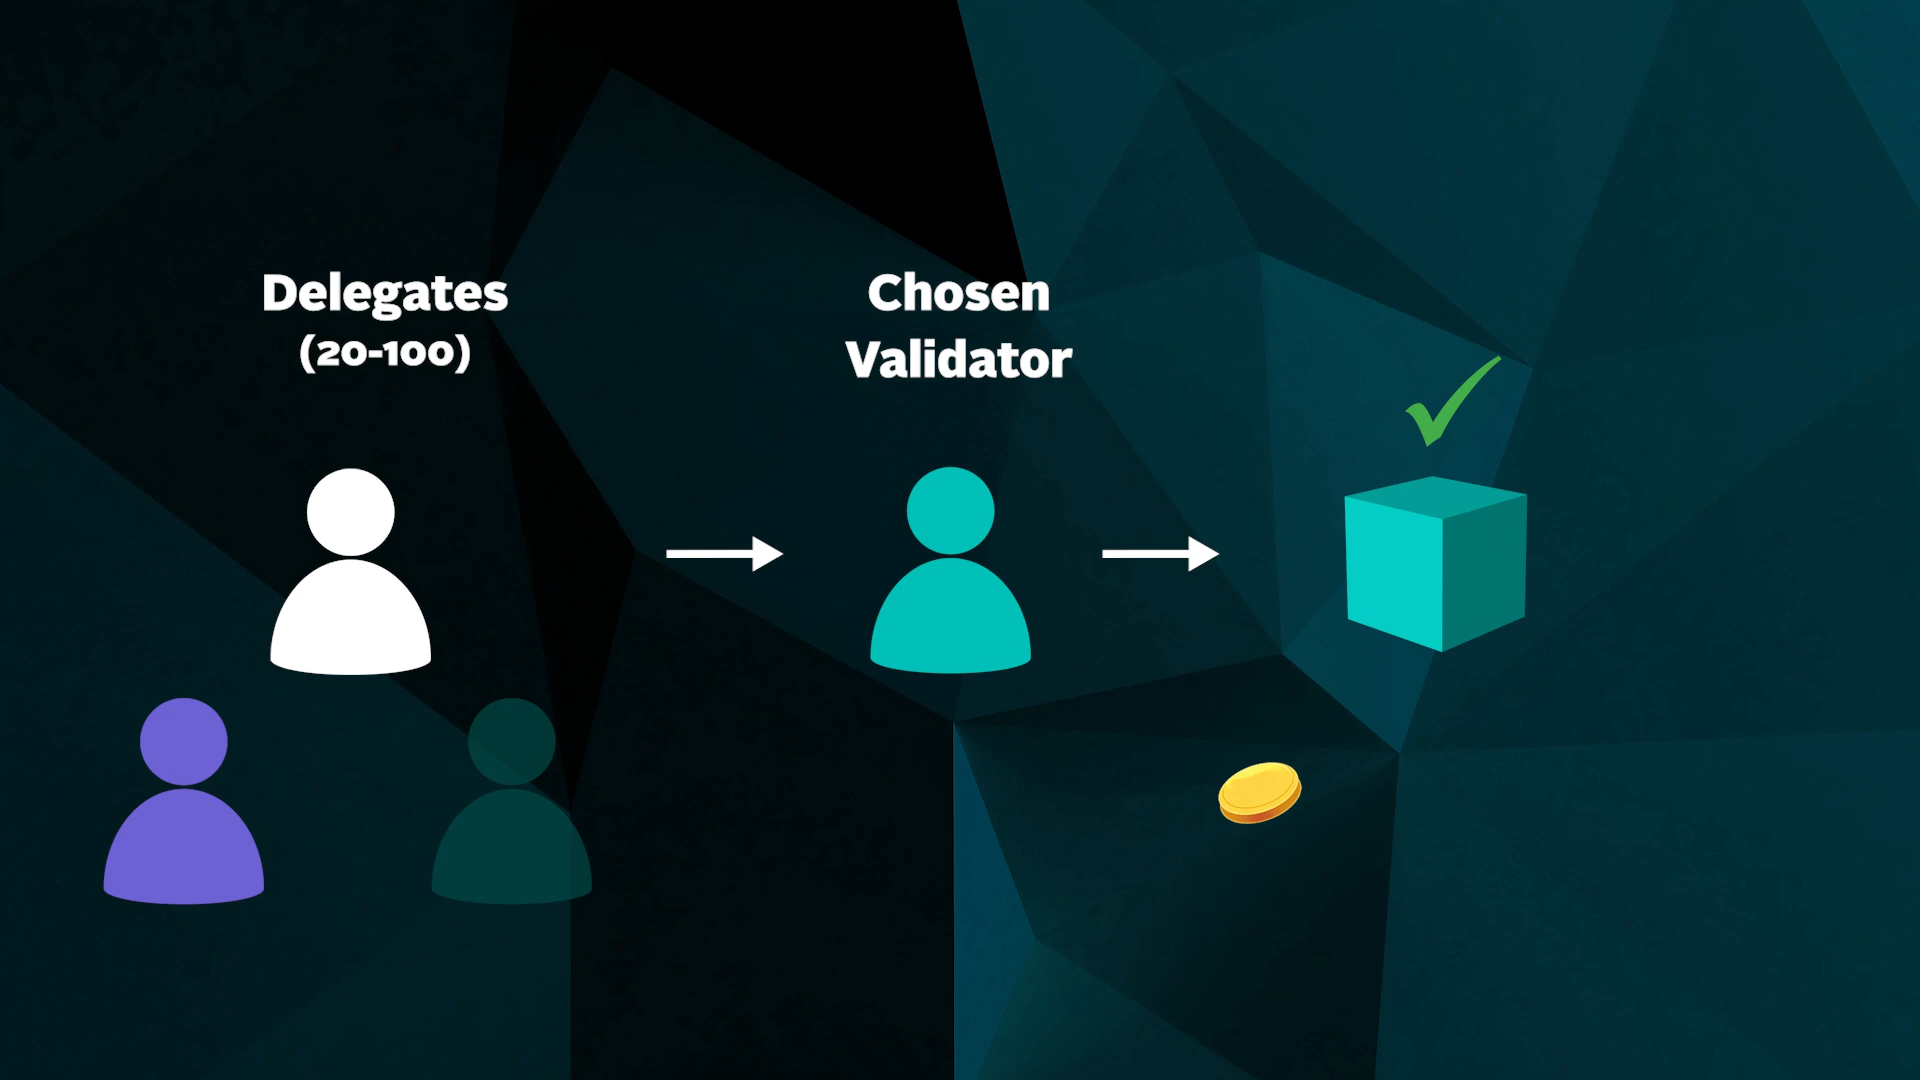 Delegates
(20-100)
Chosen
Validator